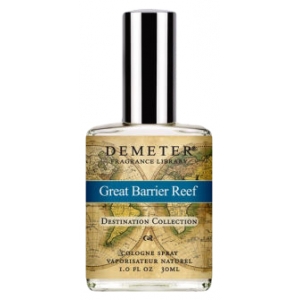 DEMETER®
FRAGRANCE LIBRARY
Great Barrier Reef
DESTINATION COLLECTION
COLOGNE SPRAY
VAPORISATEUR NATUREL
1.0 FL OZ 30ML